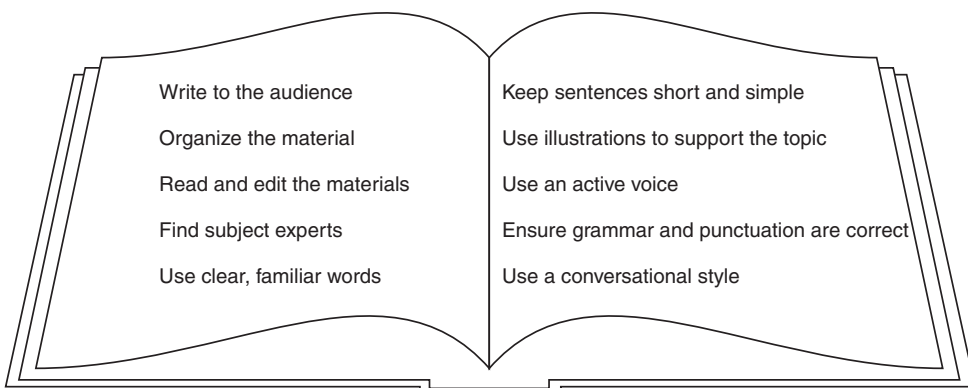 Write to the audience
Organize the material
Read and edit the materials
Find subject experts
Use clear, familiar words
Keep sentences short and simple
Use illustrations to support the topic
Use an active voice
Ensure grammar and punctuation are correct
Use a conversational style